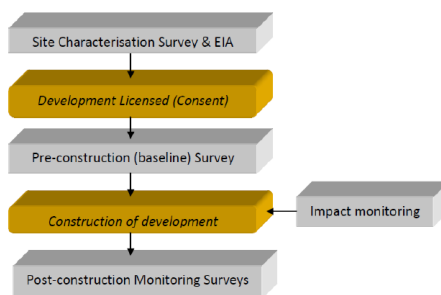 Site Characterisation Survey & EIA
Development Licensed (Consent)
Pre-construction (baseline) Survey
Construction of development
Impact monitoring
Post-construction Monitoring Surveys